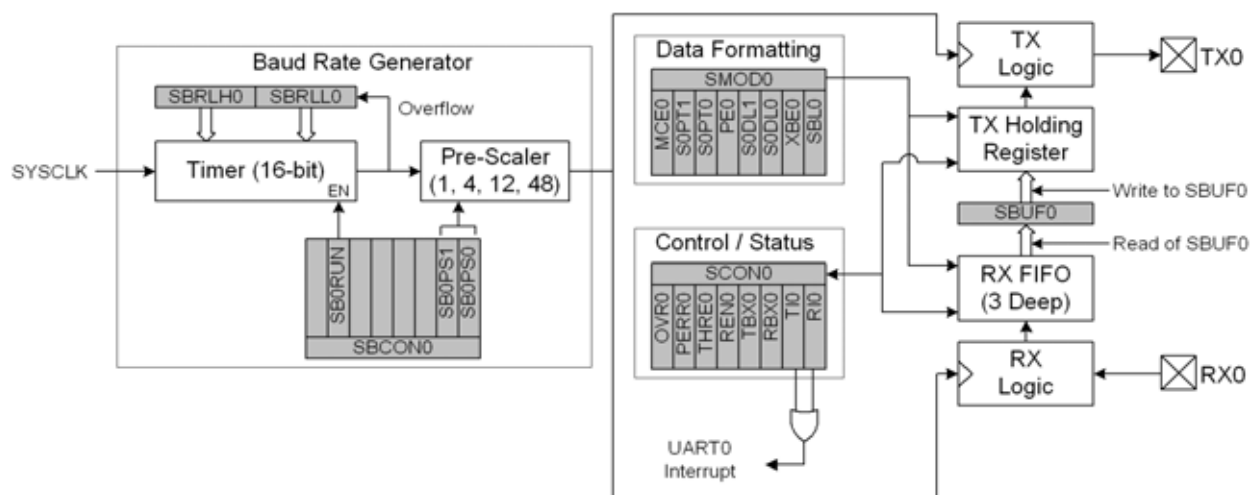 Baud Rate Generator
SBRLH0 SBRLL0
Overflow
SYSCLK
Timer (16-bit)
EN
Pre-Scaler
(1, 4, 12, 48)
SB0RUN
SB0PS1
SB0PS0
SBCON0
Data Formatting
SMOD0
MCE0
S0PT1
S0PT0
PE0
S0DL1
S0DL0
XBE0
SBL0
Control / Status
SCON0
OVR0
PERR0
THRE0
REN0
TBX0
RBX0
TI0
RI0
UART0
Interrupt
TX
Logic
TX0
TX Holding
Register
Write to SBUF0
SBUF0
Read of SBUF0
RX FIFO
(3 Deep)
RX
Logic
RX0